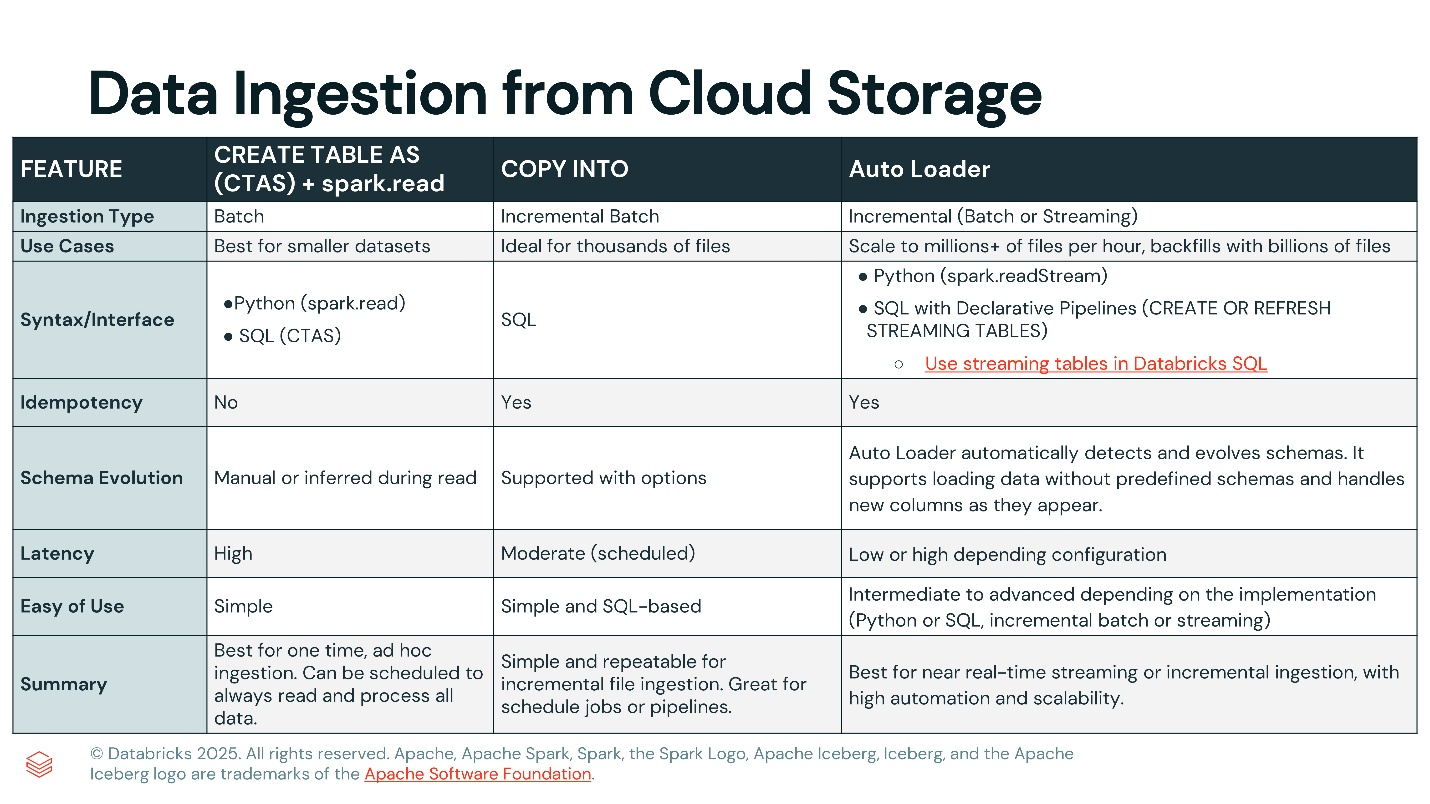 Data Ingestion from Cloud Storage
FEATURE
CREATE TABLE AS
(CTAS) + spark.read
COPY INTO
Auto Loader
Ingestion Type
Batch
Incremental Batch
Incremental (Batch or Streaming)
Use Cases
Best for smaller datasets
Ideal for thousands of files
Scale to millions+ of files per hour, backfills with billions of files
Syntax/Interface
●Python (spark.read)
● SQL (CTAS)
SQL
● Python (spark.readStream)
● SQL with Declarative Pipelines (CREATE OR REFRESH
STREAMING TABLES)
○ Use streaming tables in Databricks SQL
Idempotency
No
Yes
Yes
Schema Evolution
Manual or inferred during read
Supported with options
Auto Loader automatically detects and evolves schemas. It
supports loading data without predefined schemas and handles
new columns as they appear.
Latency
High
Moderate (scheduled)
Low or high depending configuration
Easy of Use
Simple
Simple and SQL-based
Intermediate to advanced depending on the implementation
(Python or SQL, incremental batch or streaming)
Summary
Best for one time, ad hoc
ingestion. Can be scheduled to
always read and process all
data.
Simple and repeatable for
incremental file ingestion. Great for
schedule jobs or pipelines.
Best for near real-time streaming or incremental ingestion, with
high automation and scalability.
© Databricks 2025. All rights reserved. Apache, Apache Spark, Spark, the Spark Logo, Apache Iceberg, Iceberg, and the Apache
Iceberg logo are trademarks of the Apache Software Foundation.